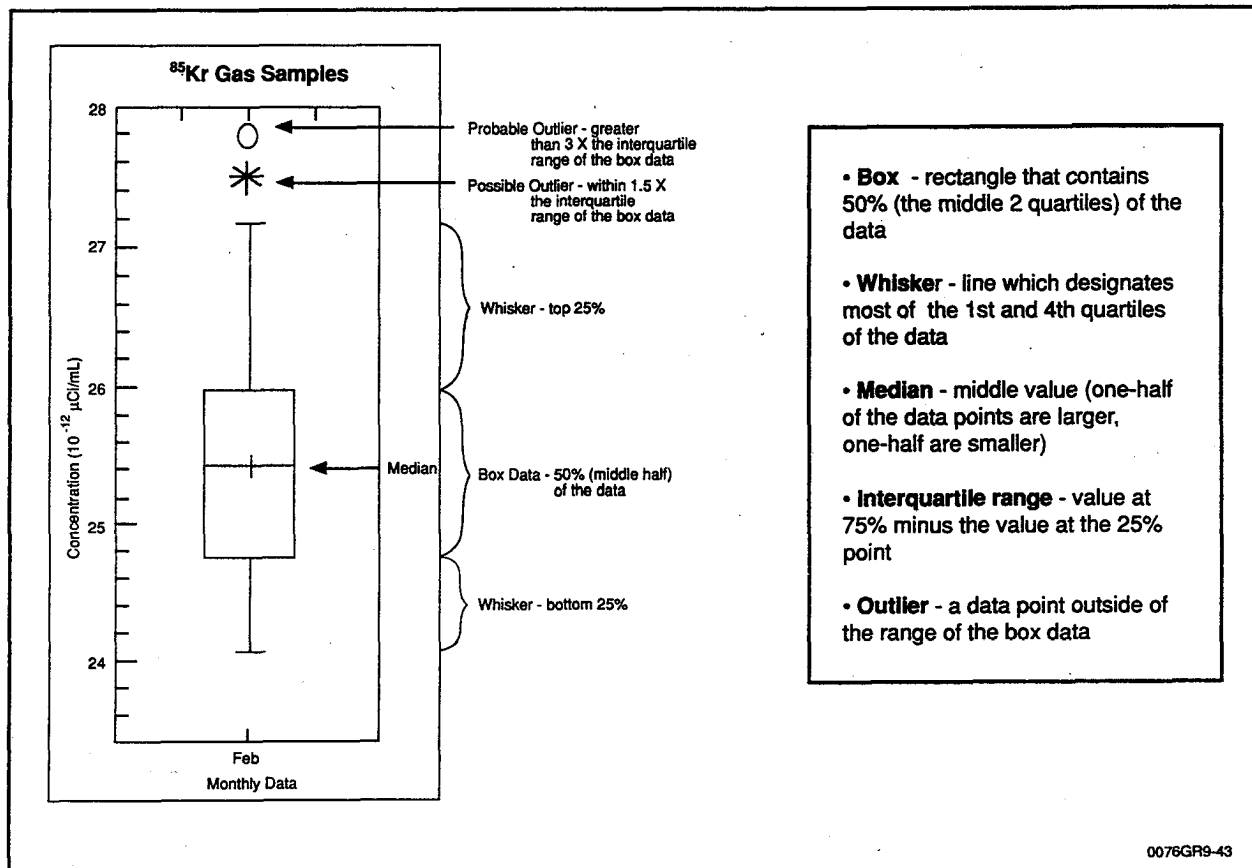 ⁸⁵Kr Gas Samples
28
27
26
25
24
Concentration (10⁻¹² µCi/mL)
Feb
Monthly Data
Probable Outlier - greater
than 3 X the interquartile
range of the box data
Possible Outlier - within 1.5 X
the interquartile
range of the box data
Whisker - top 25%
Median
Box Data - 50% (middle half)
of the data
Whisker - bottom 25%
• Box - rectangle that contains
50% (the middle 2 quartiles) of the
data
• Whisker - line which designates
most of the 1st and 4th quartiles
of the data
• Median - middle value (one-half
of the data points are larger,
one-half are smaller)
• Interquartile range - value at
75% minus the value at the 25%
point
• Outlier - a data point outside of
the range of the box data
0076GR9-43